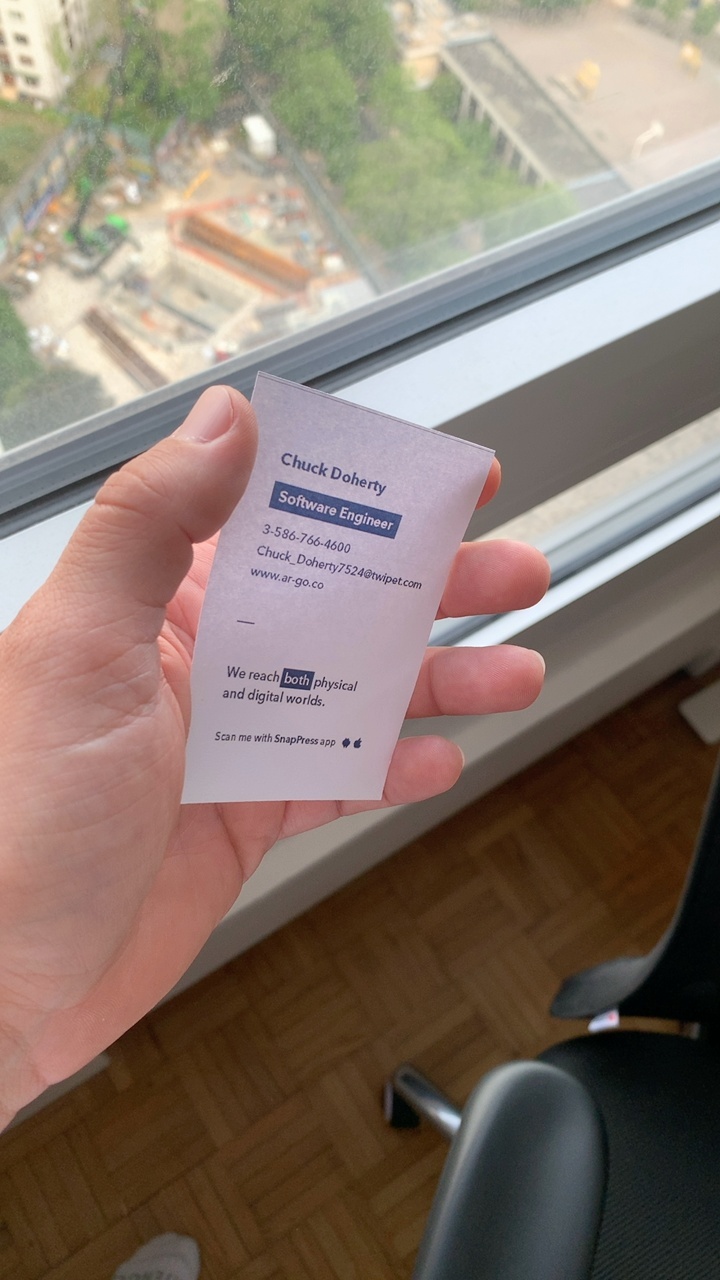 Chuck Doherty
Software Engineer
3-586-766-4600
Chuck_Doherty7524@twipet.com
www.ar-go.co
—
We reach both physical
and digital worlds.
Scan me with SnapPress app